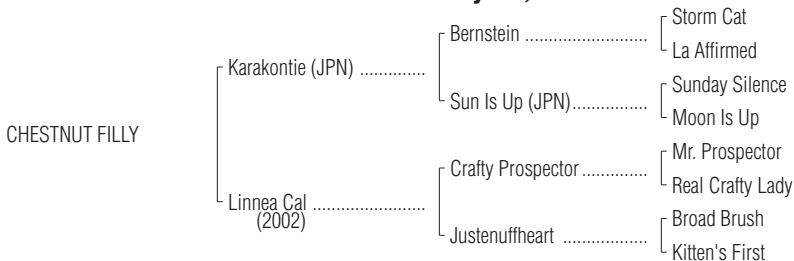 Storm Cat
Bernstein ........................................
La Affirmed
Karakontie (JPN) ..............
Sunday Silence
Sun Is Up (JPN)................
Moon Is Up
CHESTNUT FILLY
Mr. Prospector
Crafty Prospector ..............
Real Crafty Lady
Linnea Cal ........................
(2002)
Broad Brush
Justenuffheart ..................
Kitten's First